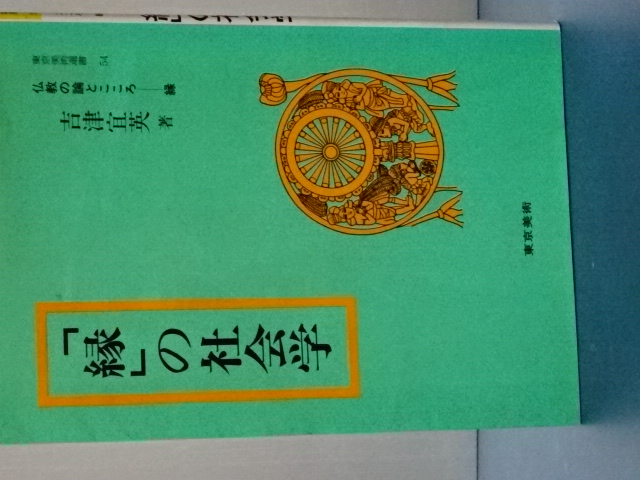 東京美術選書 54
仏教の論とこころ――縁
吉津宜英 著
「縁」の社会学
東京美術